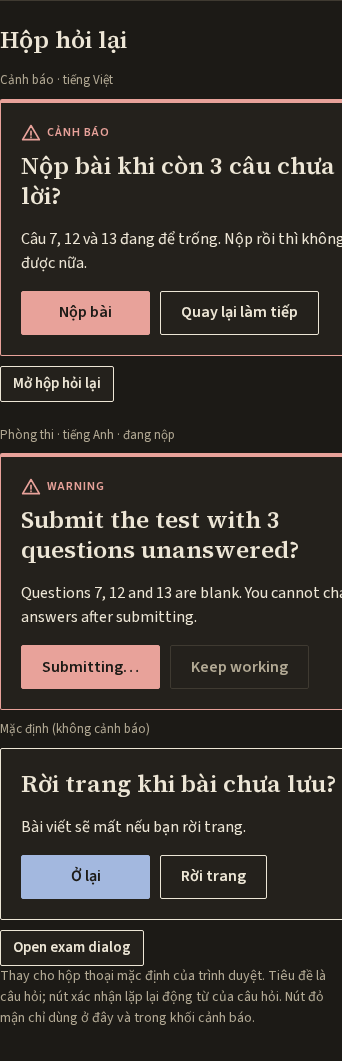 Hộp hỏi lại
Cảnh báo · tiếng Việt
CẢNH BÁO
Nộp bài khi còn 3 câu chưa
lời?
Câu 7, 12 và 13 đang để trống. Nộp rồi thì không
được nữa.
Nộp bài
Quay lại làm tiếp
Mở hộp hỏi lại
Phòng thi · tiếng Anh · đang nộp
WARNING
Submit the test with 3
questions unanswered?
Questions 7, 12 and 13 are blank. You cannot cha
answers after submitting.
Submitting…
Keep working
Mặc định (không cảnh báo)
Rời trang khi bài chưa lưu?
Bài viết sẽ mất nếu bạn rời trang.
Ở lại
Rời trang
Open exam dialog
Thay cho hộp thoại mặc định của trình duyệt. Tiêu đề là
câu hỏi; nút xác nhận lặp lại động từ của câu hỏi. Nút đỏ
mận chỉ dùng ở đây và trong khối cảnh báo.